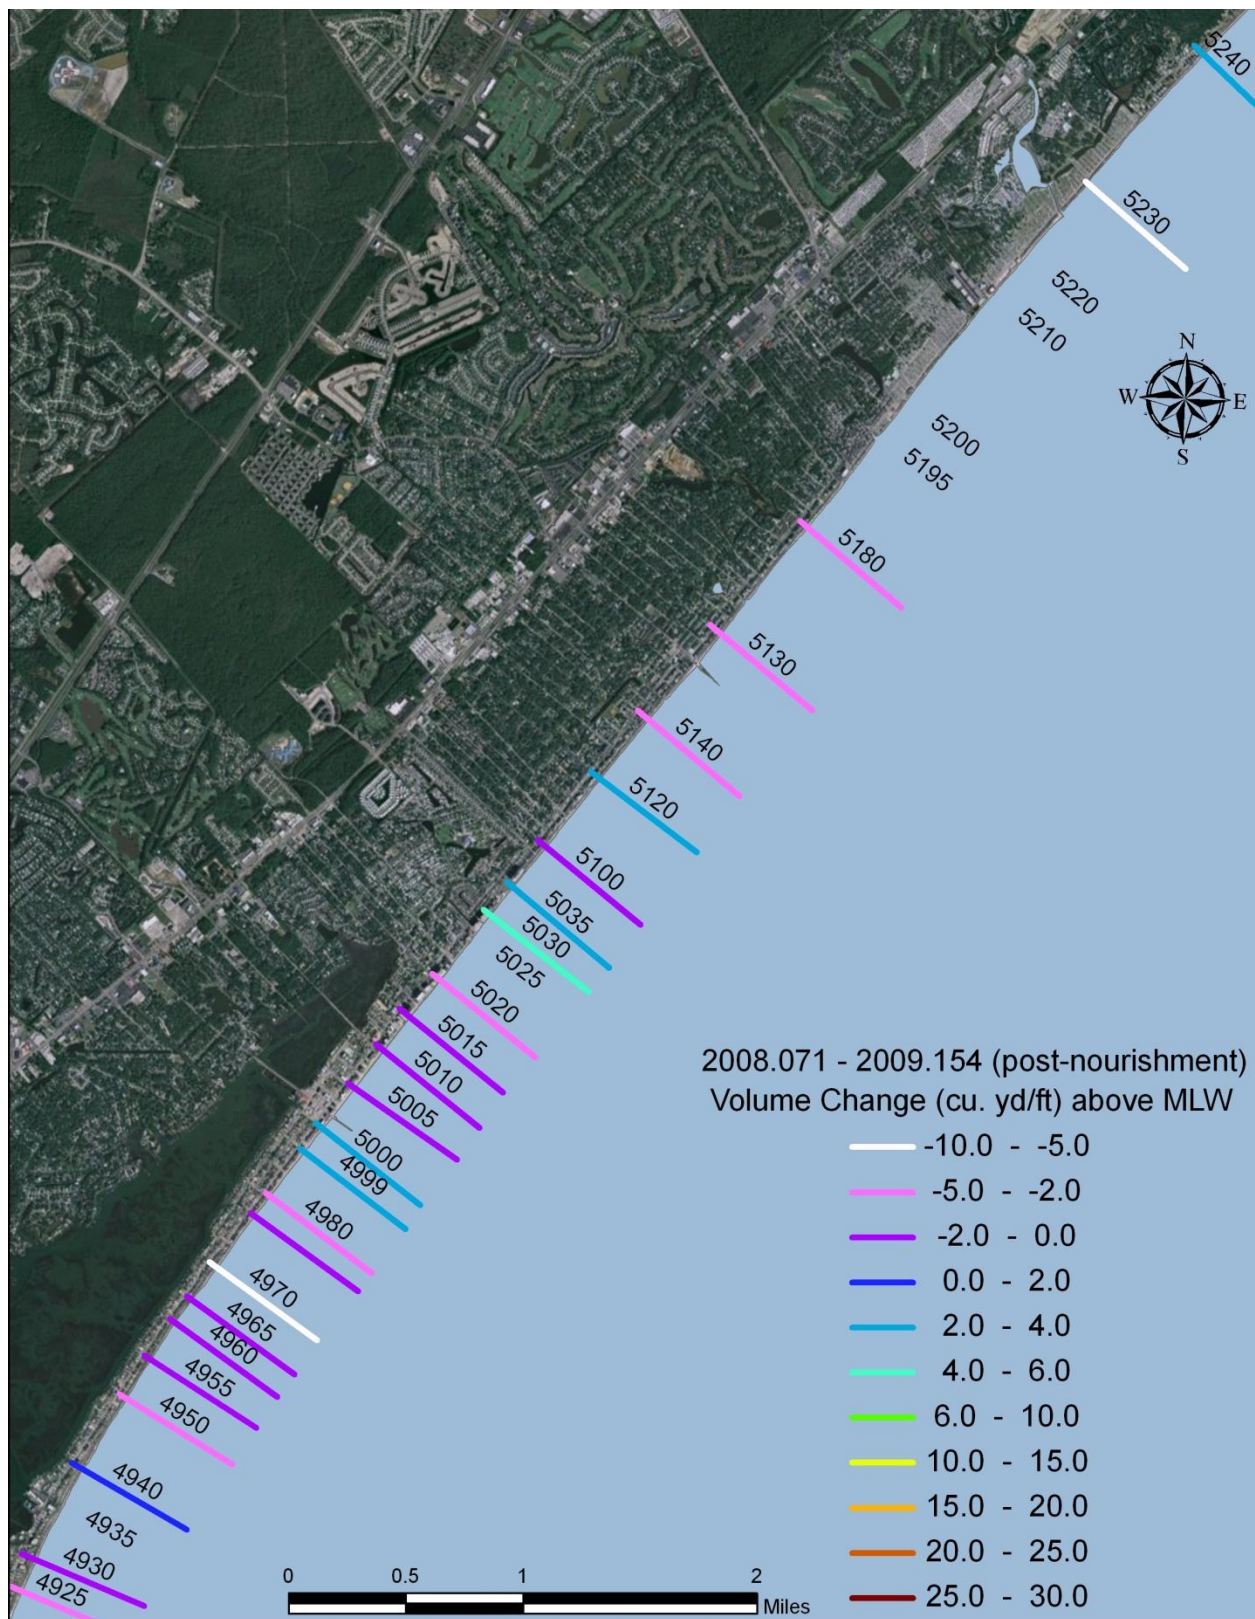 5240
5230
5220
5210
N
W E
S
5200
5195
5180
5130
5140
5120
5100
5035
5030
5025
5020
5015
5010
5005
5000
4999
4980
4970
4965
4960
4955
4950
4940
4935
4930
4925
2008.071 - 2009.154 (post-nourishment)
Volume Change (cu. yd/ft) above MLW
-10.0 - -5.0
-5.0 - -2.0
-2.0 - 0.0
0.0 - 2.0
2.0 - 4.0
4.0 - 6.0
6.0 - 10.0
10.0 - 15.0
15.0 - 20.0
20.0 - 25.0
25.0 - 30.0
0 0.5 1 2
Miles